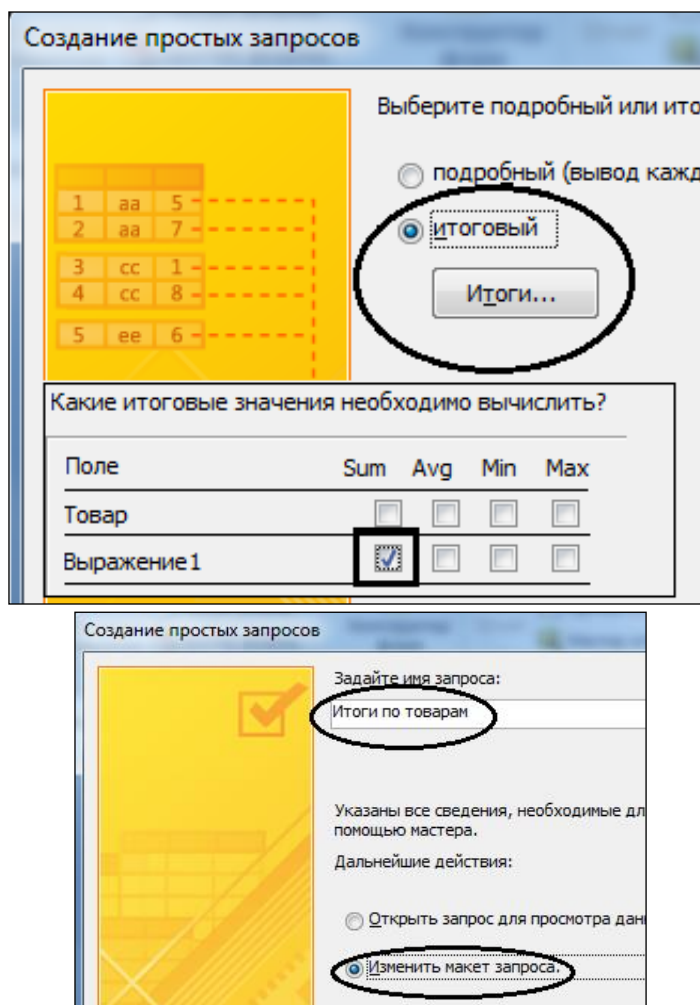 Создание простых запросов
Выберите подробный или ито
подробный (вывод кажд
1 aa 5
2 aa 7
итоговый
3 cc 1
4 cc 8
Итоги...
5 ee 6
Какие итоговые значения необходимо вычислить?
Поле Sum Avg Min Max
Товар
Выражение1
Создание простых запросов
Задайте имя запроса:
Итоги по товарам
Указаны все сведения, необходимые дл
помощью мастера.
Дальнейшие действия:
Открыть запрос для просмотра дан
Изменить макет запроса.